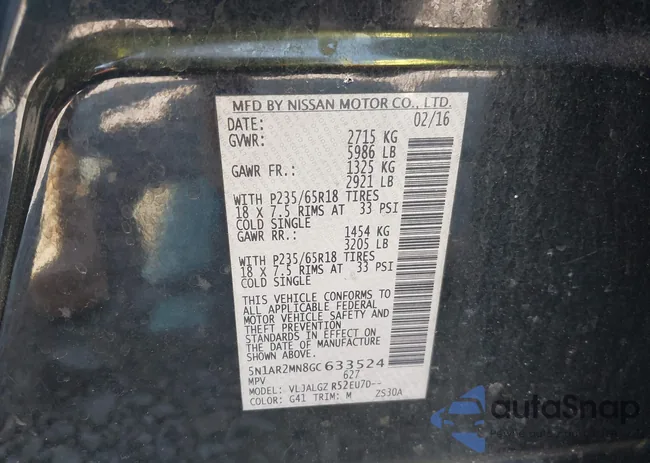 MFD BY NISSAN MOTOR CO., LTD.
DATE: 02/16
GVWR: 2715 KG
5986 LB
GAWR FR.: 1325 KG
2921 LB
WITH P235/65R18 TIRES
18 X 7.5 RIMS AT 33 PSI
COLD SINGLE
GAWR RR.: 1454 KG
3205 LB
WITH P235/65R18 TIRES
18 X 7.5 RIMS AT 33 PSI
COLD SINGLE
THIS VEHICLE CONFORMS TO
ALL APPLICABLE FEDERAL
MOTOR VEHICLE SAFETY AND
THEFT PREVENTION
STANDARDS IN EFFECT ON
THE DATE OF MANUFACTURE
SHOWN ABOVE.
5N1AR2MN8GC 633524
MPV 627
MODEL: VLJALGZ R52EU7D--
COLOR: G41 TRIM: M ZS30A
autoSnap